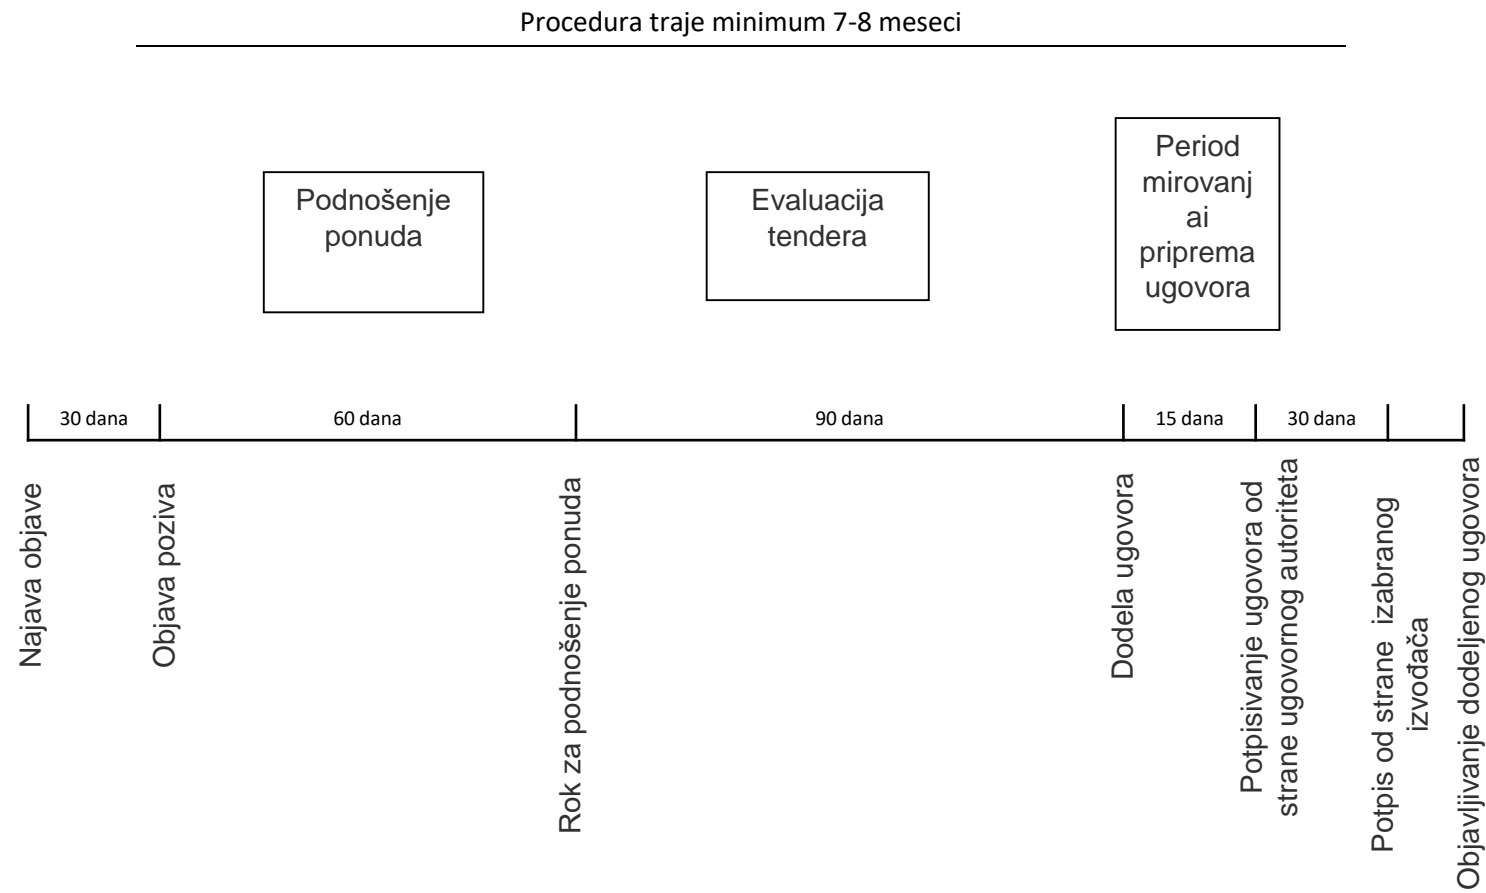 Procedura traje minimum 7-8 meseci
Podnošenje
ponuda
Evaluacija
tendera
Period
mirovanj
ai
priprema
ugovora
30 dana
60 dana
90 dana
15 dana
30 dana
Najava objave
Objava poziva
Rok za podnošenje ponuda
Dodela ugovora
Potpisivanje ugovora od
strane ugovornog autoriteta
Potpis od strane  izabranog
izvođača
Objavljivanje dodeljenog ugovora